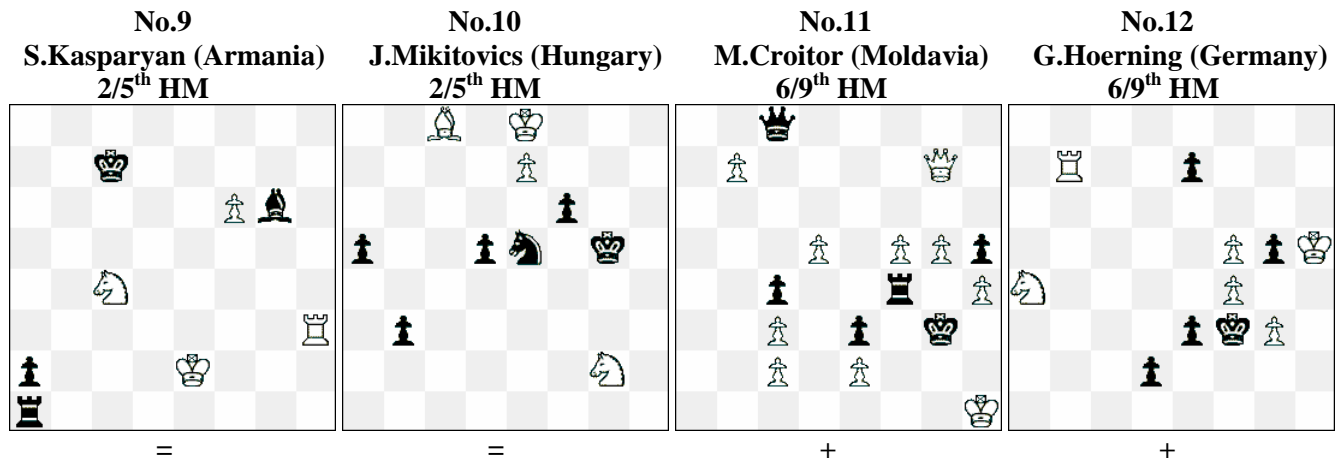 No.9 No.10 No.11 No.12
S.Kasparyan (Armania) J.Mikitovics (Hungary) M.Croitor (Moldavia) G.Hoerning (Germany)
2/5th HM 2/5th HM 6/9th HM 6/9th HM
= = + +